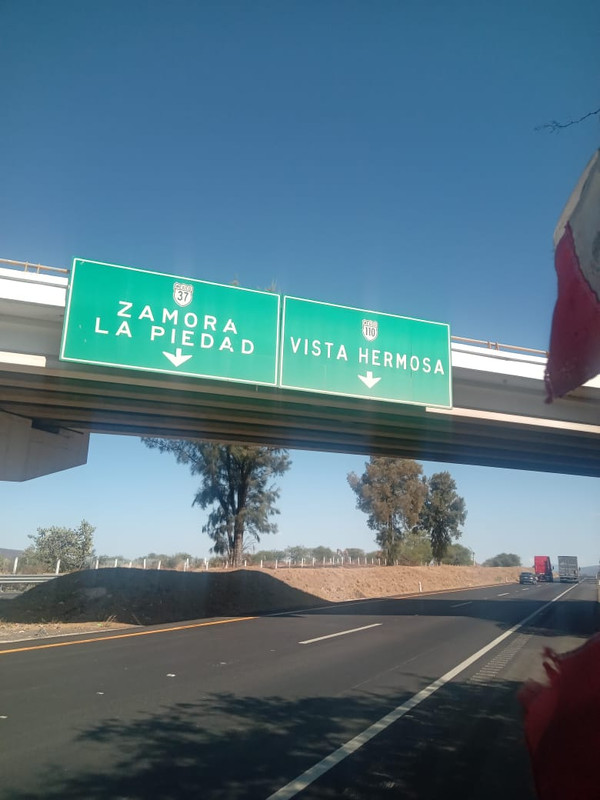 37
ZAMORA
LA PIEDAD
110
VISTA HERMOSA